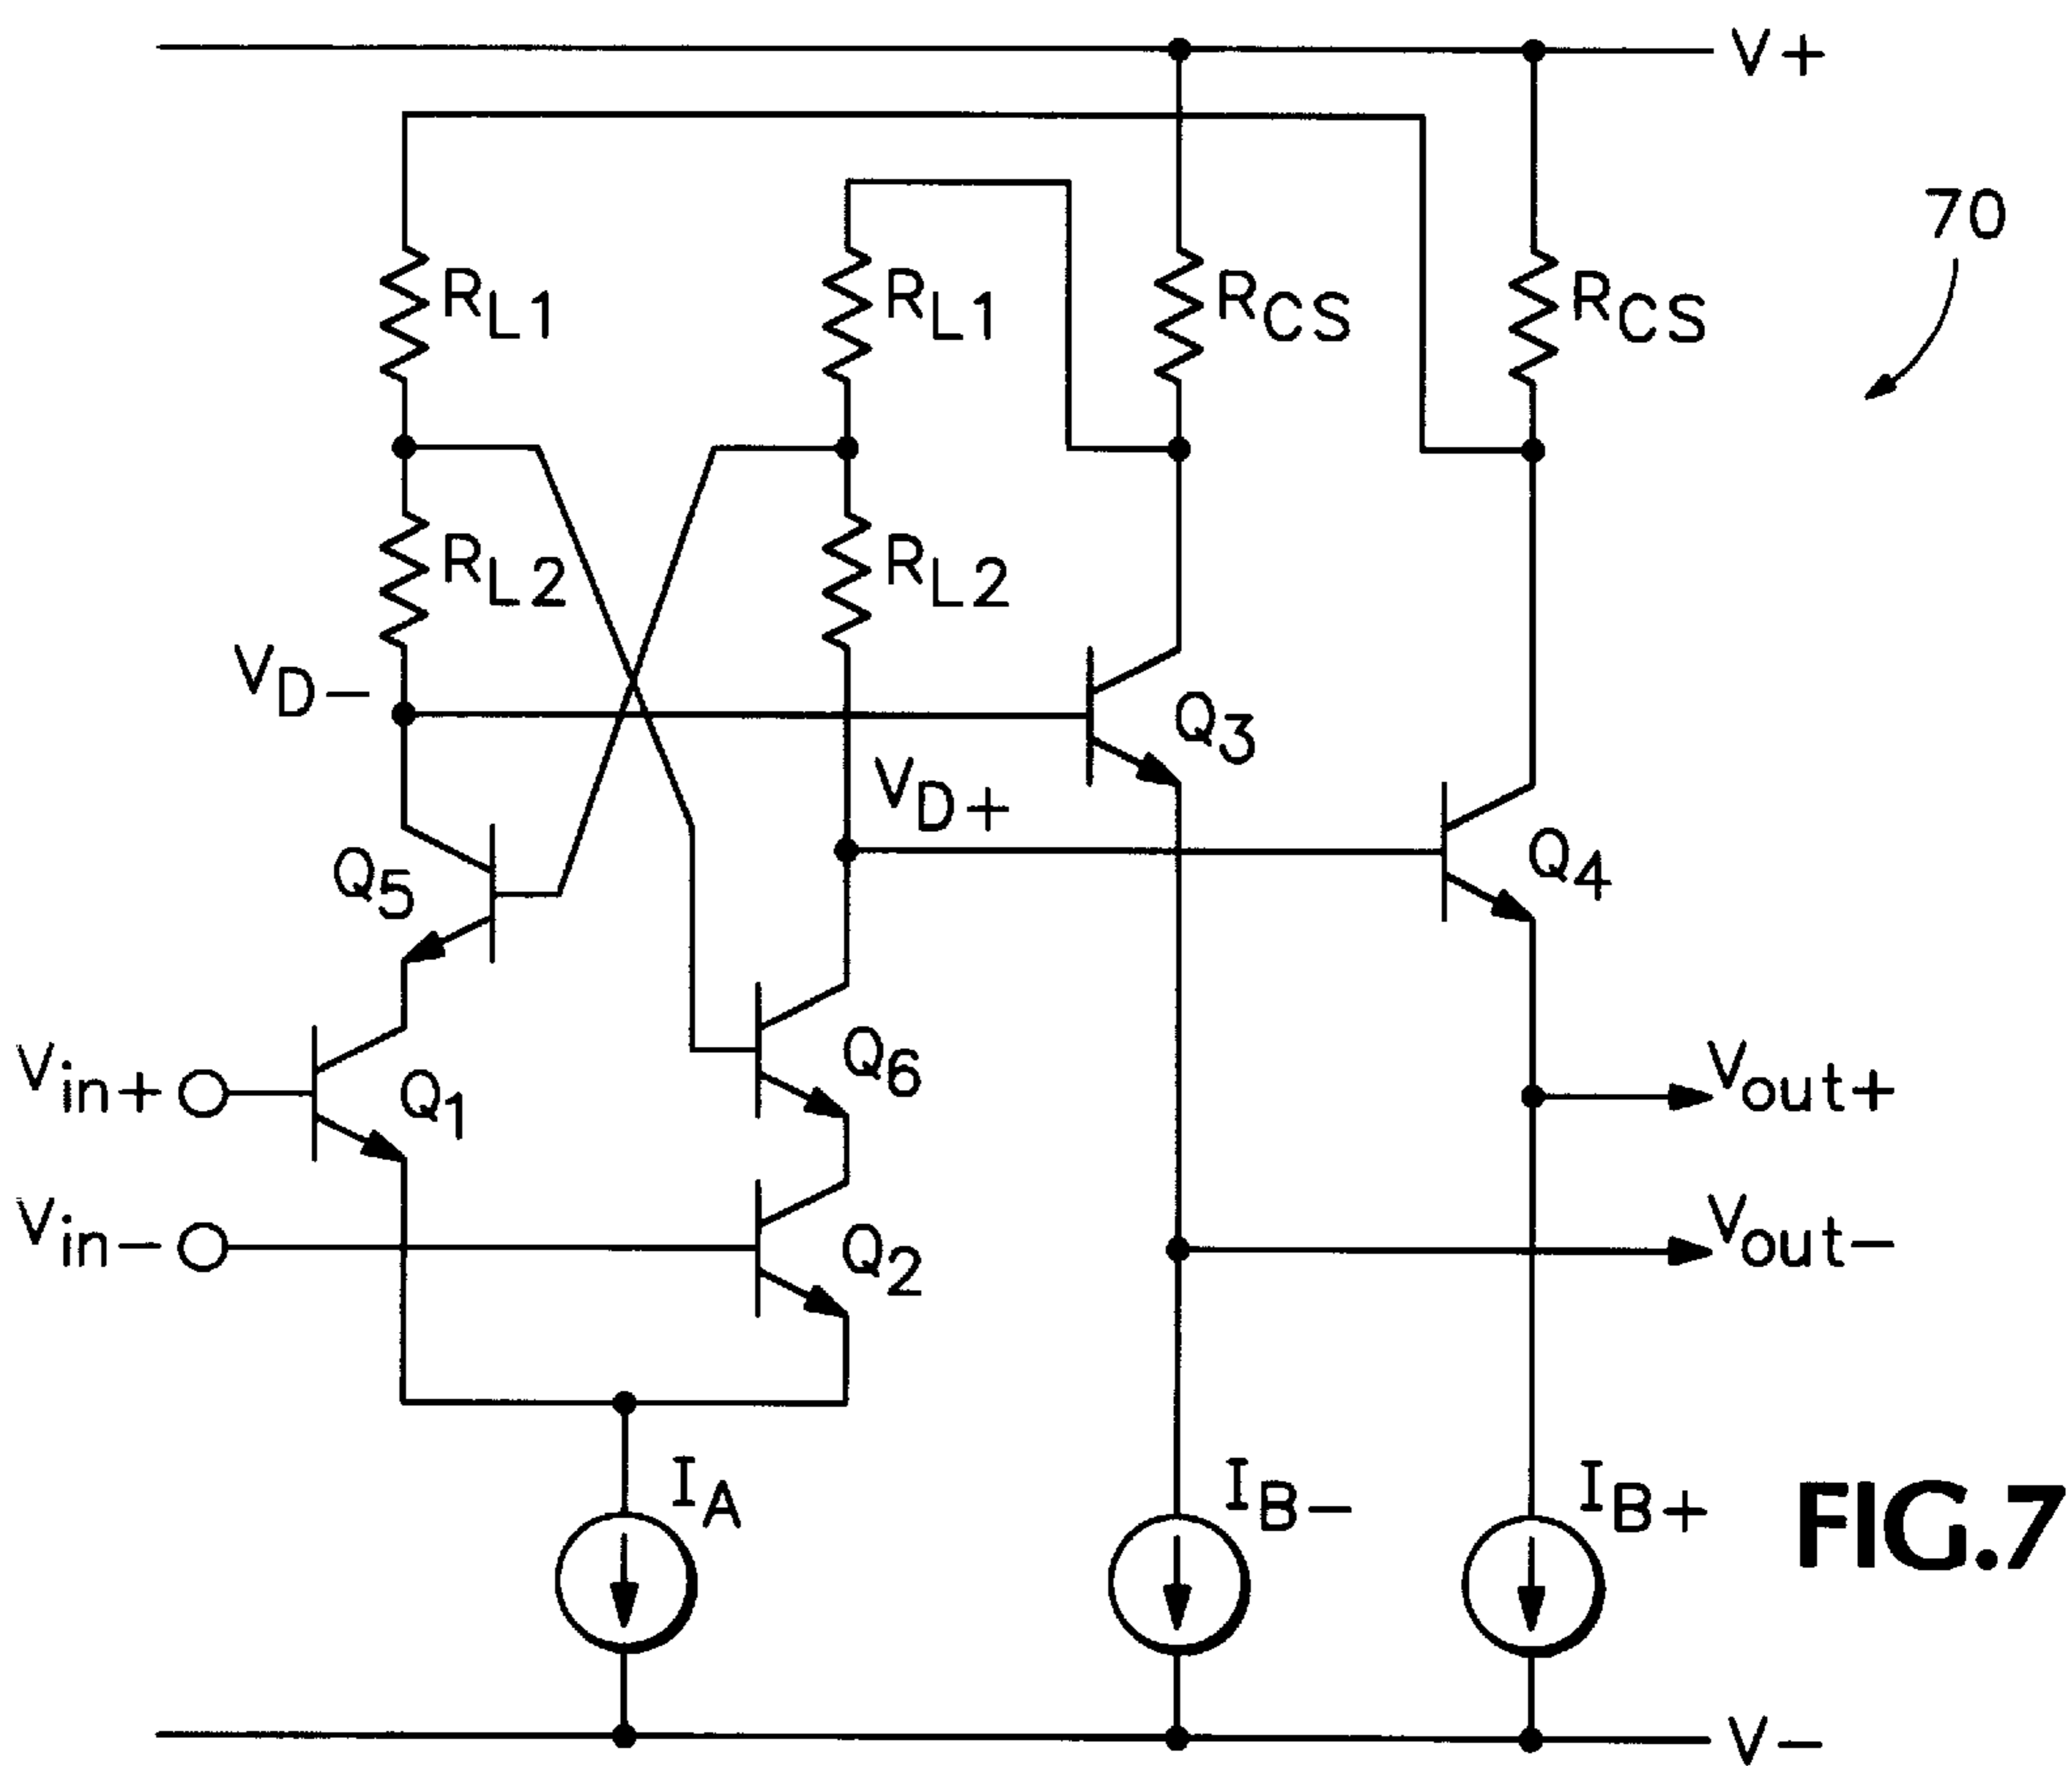 V+
70
RL1
RL1
RCS
RCS
RL2
RL2
VD−
Q3
VD+
Q4
Q5
Vin+
Q1
Q6
Vout+
Vin−
Q2
Vout−
IA
IB−
IB+
FIG.7
V−